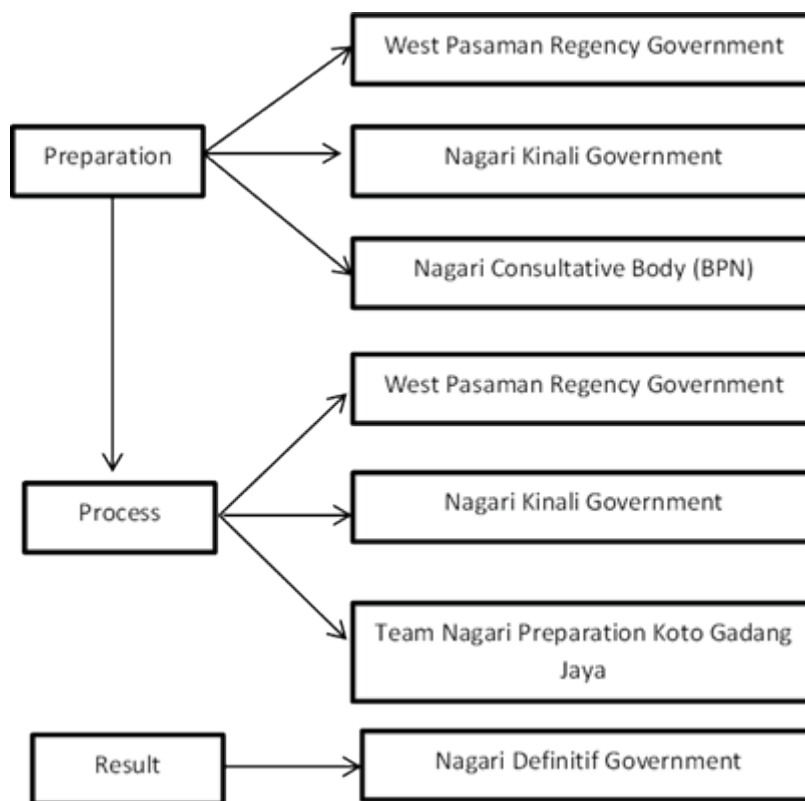 West Pasaman Regency Government
Preparation
Nagari Kinali Government
Nagari Consultative Body (BPN)
West Pasaman Regency Government
Process
Nagari Kinali Government
Team Nagari Preparation Koto Gadang
Jaya
Result
Nagari Definitif Government